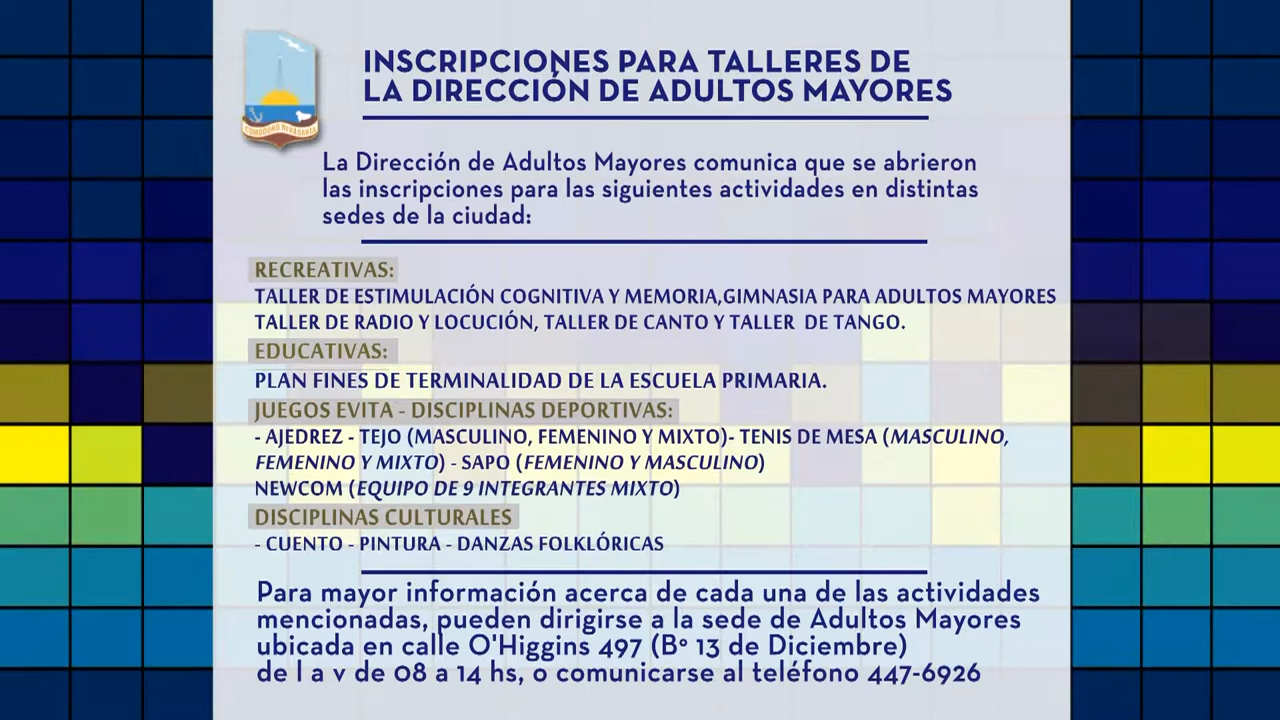 COMODORO RIVADAVIA
INSCRIPCIONES PARA TALLERES DE
LA DIRECCIÓN DE ADULTOS MAYORES
La Dirección de Adultos Mayores comunica que se abrieron
las inscripciones para las siguientes actividades en distintas
sedes de la ciudad:
RECREATIVAS:
TALLER DE ESTIMULACIÓN COGNITIVA Y MEMORIA,GIMNASIA PARA ADULTOS MAYORES
TALLER DE RADIO Y LOCUCIÓN, TALLER DE CANTO Y TALLER DE TANGO.
EDUCATIVAS:
PLAN FINES DE TERMINALIDAD DE LA ESCUELA PRIMARIA.
JUEGOS EVITA - DISCIPLINAS DEPORTIVAS:
- AJEDREZ - TEJO (MASCULINO, FEMENINO Y MIXTO)- TENIS DE MESA (MASCULINO,
FEMENINO Y MIXTO) - SAPO (FEMENINO Y MASCULINO)
NEWCOM (EQUIPO DE 9 INTEGRANTES MIXTO)
DISCIPLINAS CULTURALES
- CUENTO - PINTURA - DANZAS FOLKLÓRICAS
Para mayor información acerca de cada una de las actividades
mencionadas, pueden dirigirse a la sede de Adultos Mayores
ubicada en calle O'Higgins 497 (Bº 13 de Diciembre)
de l a v de 08 a 14 hs, o comunicarse al teléfono 447-6926